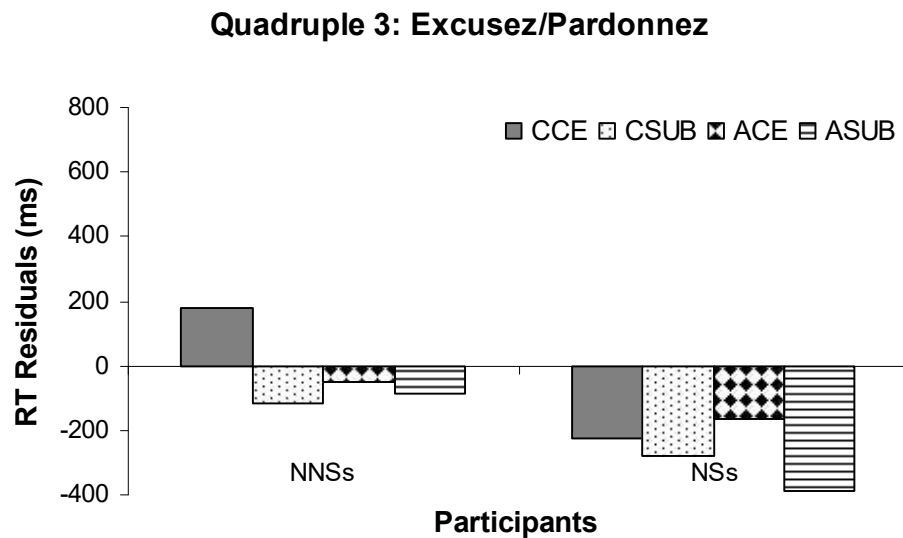 Quadruple 3: Excusez/Pardonnez
CCE CSUB ACE ASUB
RT Residuals (ms)
800
600
400
200
0
-200
-400
NNSs NSs
Participants